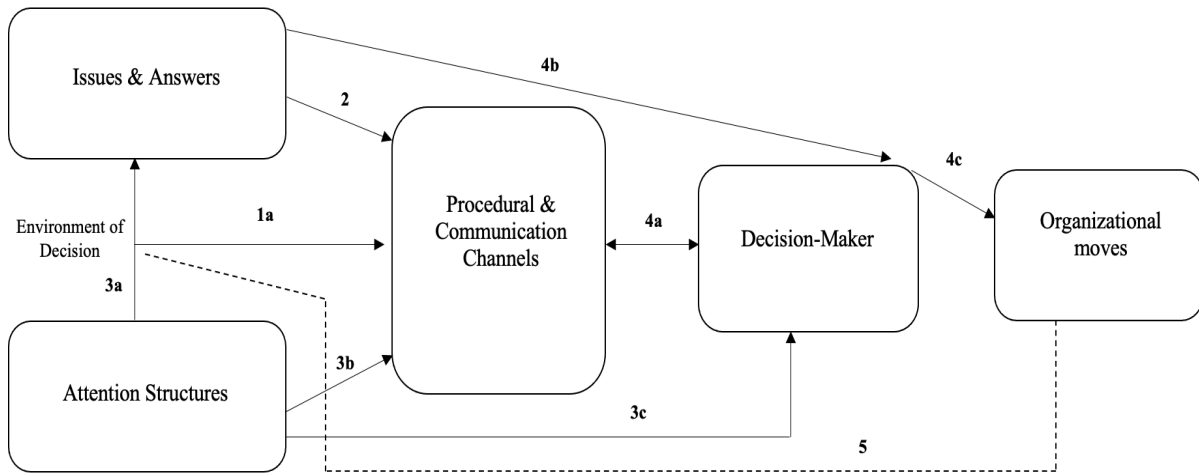 Issues & Answers
4b
2
4c
Procedural &
Communication
Channels
Environment of
Decision
1a
4a
Decision-Maker
Organizational
moves
3a
Attention Structures
3b
3c
5